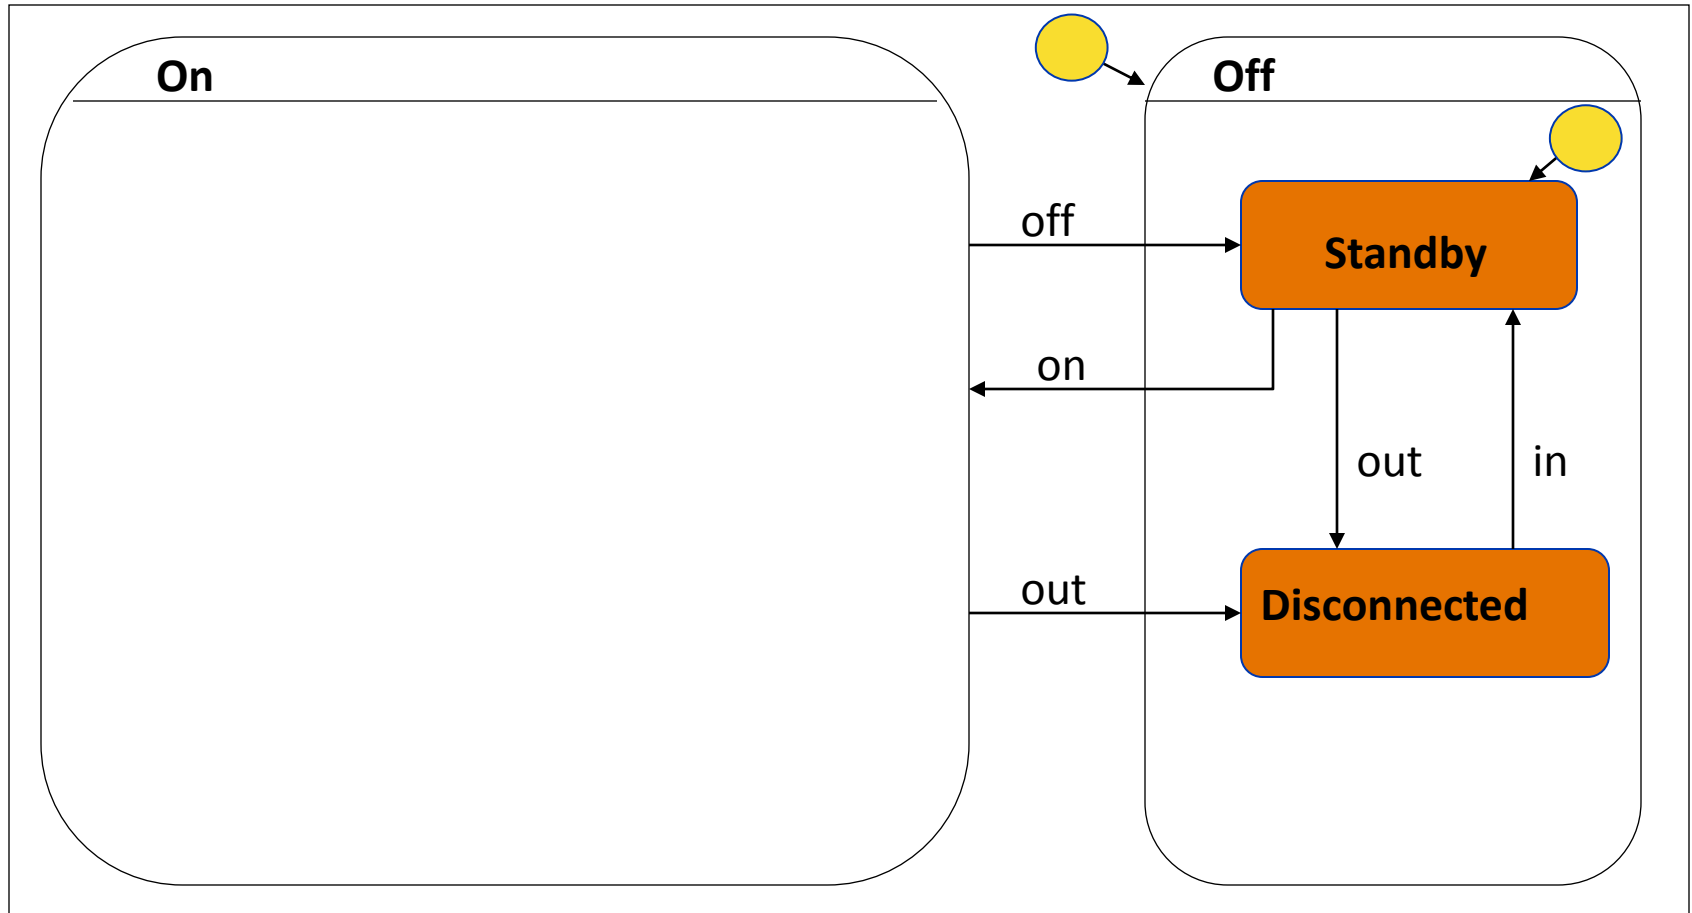 On
Off
off
Standby
on
out
in
out
Disconnected